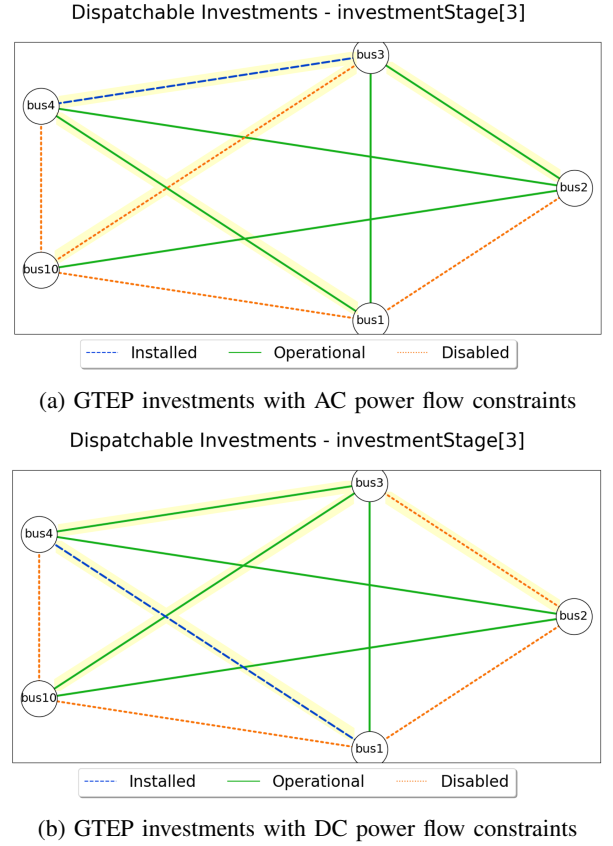 Dispatchable Investments - investmentStage[3]
bus3
bus4
bus2
bus10
bus1
Installed Operational Disabled
(a) GTEP investments with AC power flow constraints
Dispatchable Investments - investmentStage[3]
bus3
bus4
bus2
bus10
bus1
Installed Operational Disabled
(b) GTEP investments with DC power flow constraints